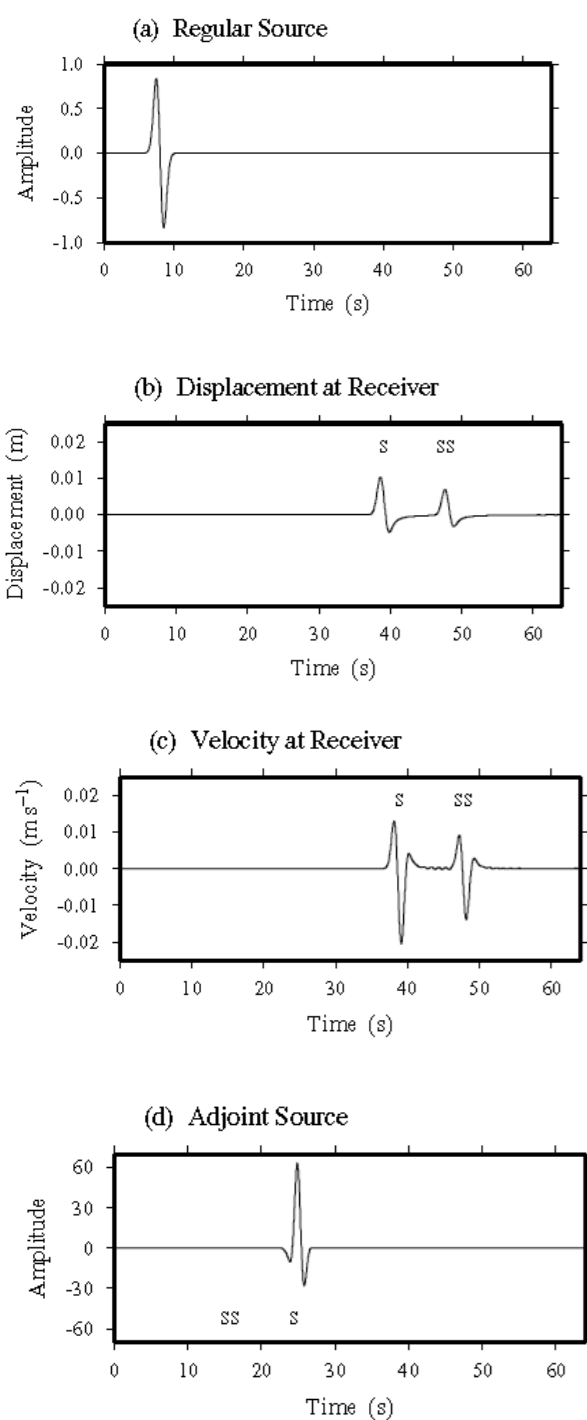 (a) Regular Source
1.0
0.5
0.0
-0.5
-1.0
Amplitude
0 10 20 30 40 50 60
Time (s)
(b) Displacement at Receiver
0.02
0.01
0.00
-0.01
-0.02
Displacement (m)
S SS
0 10 20 30 40 50 60
Time (s)
(c) Velocity at Receiver
0.02
0.01
0.00
-0.01
-0.02
Velocity (m s⁻¹)
S SS
0 10 20 30 40 50 60
Time (s)
(d) Adjoint Source
60
30
0
-30
-60
Amplitude
SS S
0 10 20 30 40 50 60
Time (s)